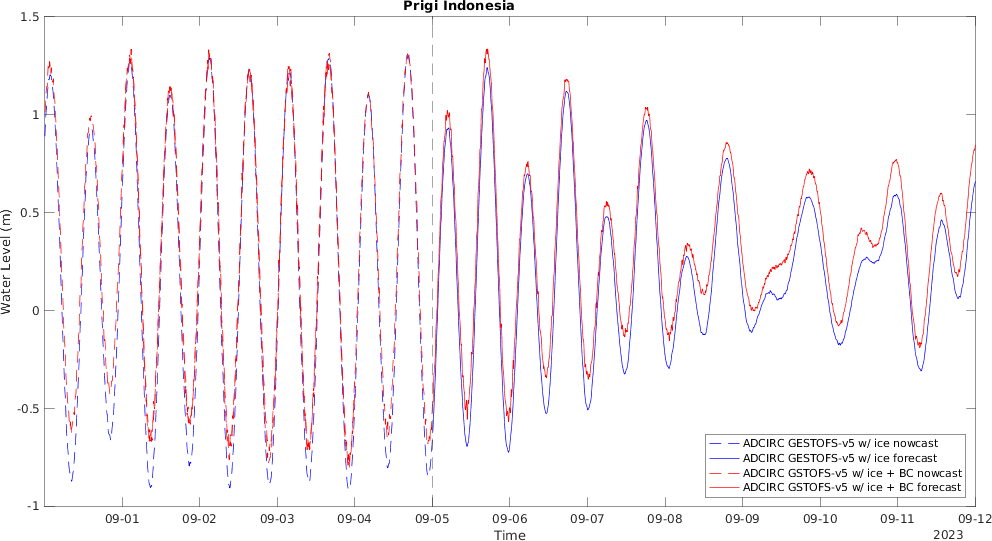 Prigi Indonesia
1.5
1
0.5
0
-0.5
-1
Water Level (m)
ADCIRC GESTOFS-v5 w/ ice nowcast
ADCIRC GESTOFS-v5 w/ ice forecast
ADCIRC GSTOFS-v5 w/ ice + BC nowcast
ADCIRC GSTOFS-v5 w/ ice + BC forecast
09-01 09-02 09-03 09-04 09-05 09-06 09-07 09-08 09-09 09-10 09-11 09-12
Time
2023